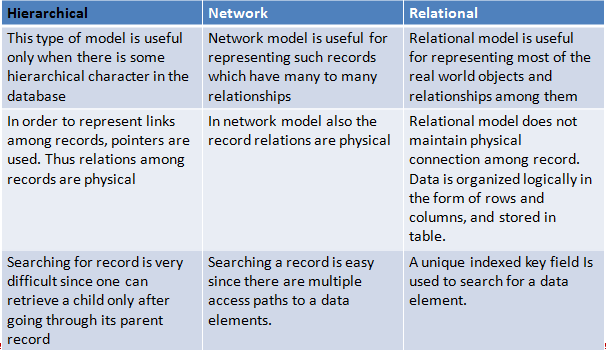 Hierarchical
Network
Relational
This type of model is useful
only when there is some
hierarchical character in the
database
Network model is useful for
representing such records
which have many to many
relationships
Relational model is useful
for representing most of the
real world objects and
relationships among them
In order to represent links
among records, pointers are
used. Thus relations among
records are physical
In network model also the
record relations are physical
Relational model does not
maintain physical
connection among record.
Data is organized logically in
the form of rows and
columns, and stored in
table.
Searching for record is very
difficult since one can
retrieve a child only after
going through its parent
record
Searching a record is easy
since there are multiple
access paths to a data
elements.
A unique indexed key field Is
used to search for a data
element.